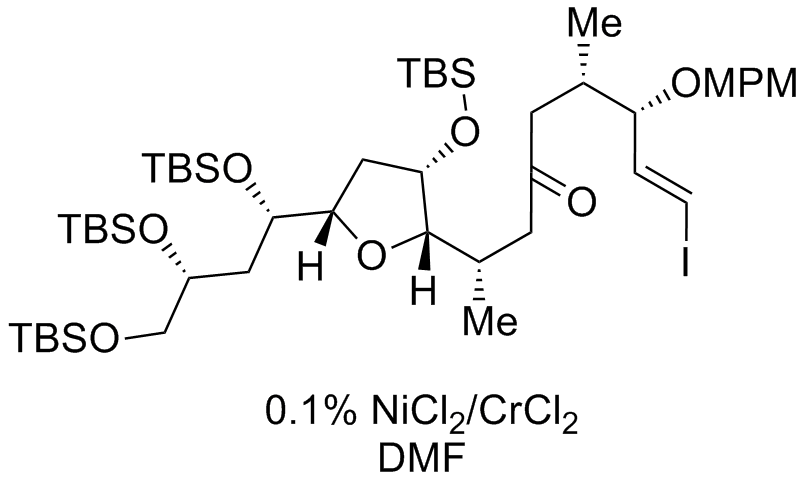 Me
TBS
OMPM
O
TBSO
O
TBSO
O
I
H
H
TBSO
Me
0.1% NiCl₂/CrCl₂
DMF